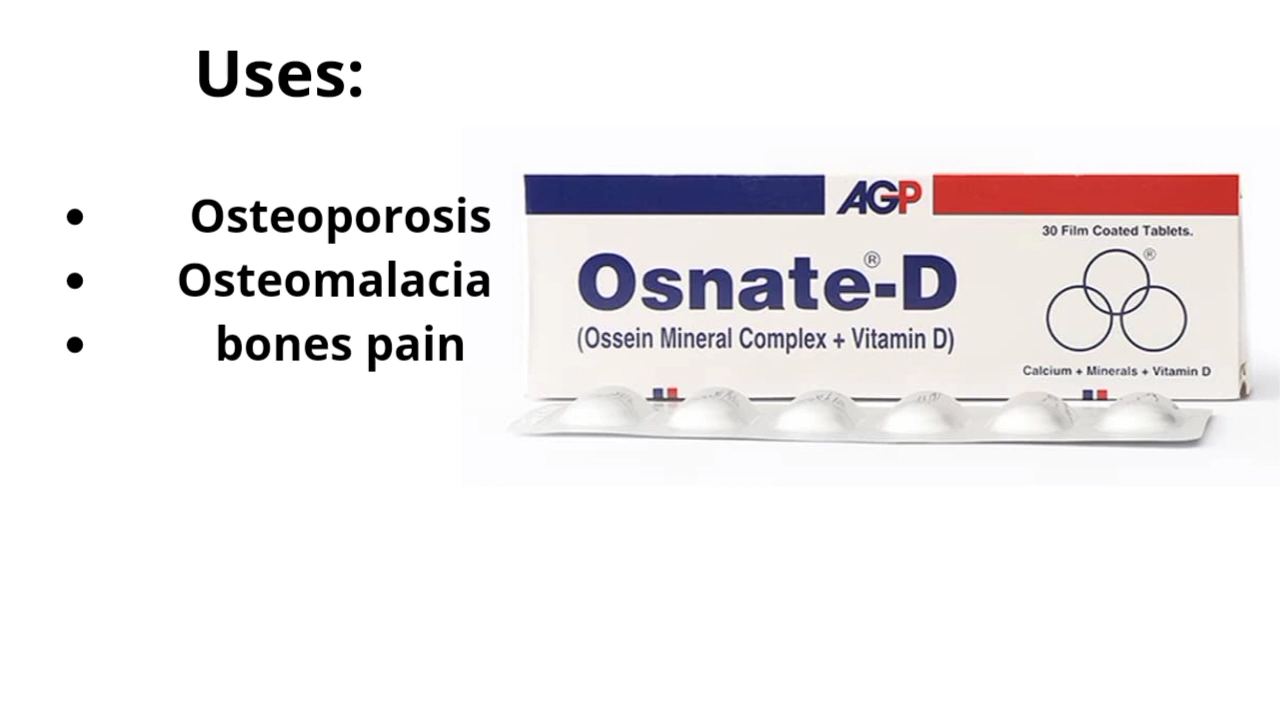 Uses:
• Osteoporosis
• Osteomalacia
• bones pain
AGP
30 Film Coated Tablets.
Osnate®-D
®
(Ossein Mineral Complex + Vitamin D)
Calcium + Minerals + Vitamin D